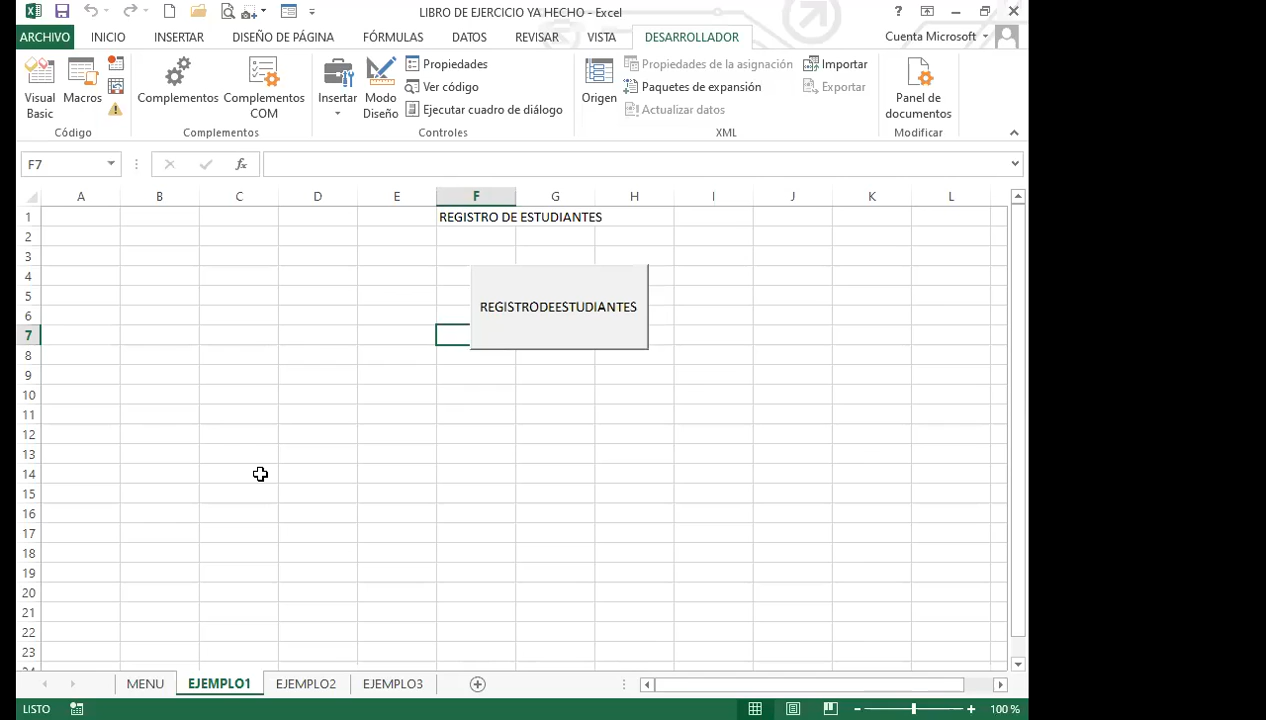 LIBRO DE EJERCICIO YA HECHO - Excel
?
ARCHIVO INICIO INSERTAR DISEÑO DE PÁGINA FÓRMULAS DATOS REVISAR VISTA DESARROLLADOR Cuenta Microsoft
Visual Basic
Macros
Código
Complementos
Complementos COM
Complementos
Insertar
Modo Diseño
Propiedades
Ver código
Ejecutar cuadro de diálogo
Controles
Origen
Propiedades de la asignación
Paquetes de expansión
Actualizar datos
Importar
Exportar
XML
Panel de documentos
Modificar
F7 fx
A B C D E F G H I J K L
1 REGISTRO DE ESTUDIANTES
2
3
4
5
6 REGISTRODEESTUDIANTES
7
8
9
10
11
12
13
14
15
16
17
18
19
20
21
22
23
24
MENU EJEMPLO1 EJEMPLO2 EJEMPLO3
LISTO 100 %